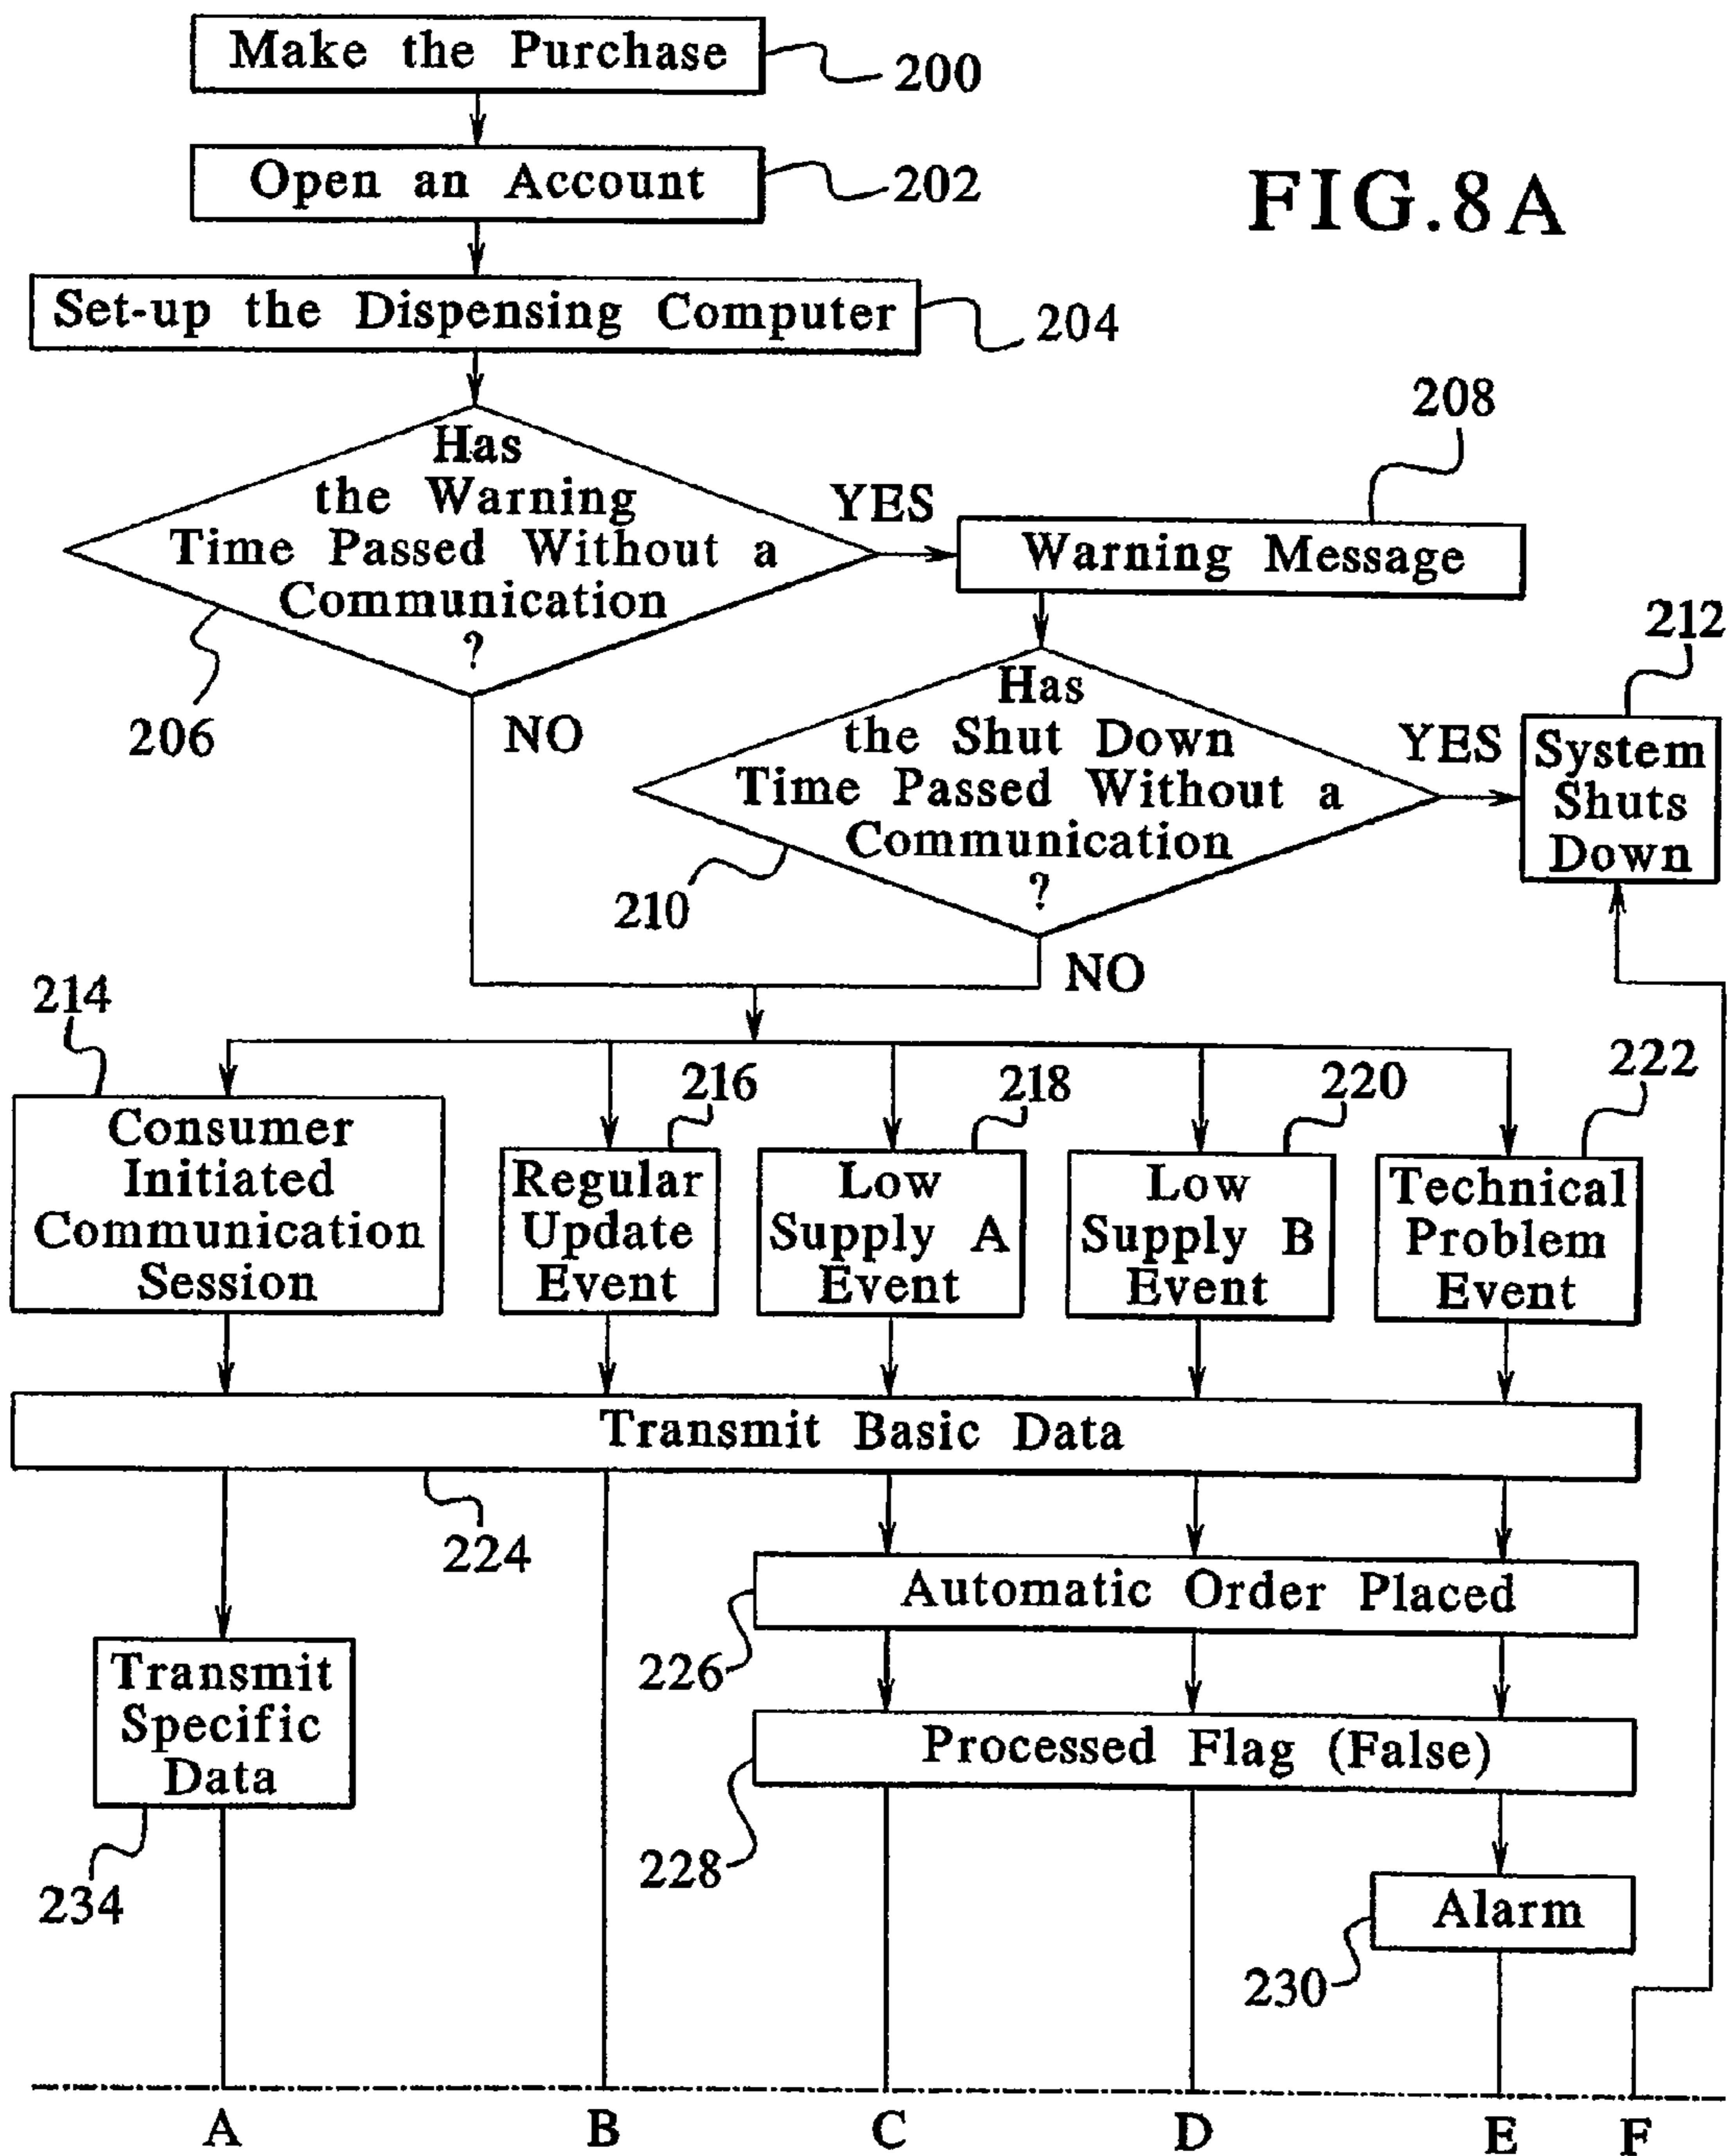 Make the Purchase
200
Open an Account
202
FIG.8A
Set-up the Dispensing Computer
204
Has
the Warning
Time Passed Without a
Communication
?
206
YES
NO
208
Warning Message
Has
the Shut Down
Time Passed Without a
Communication
?
210
YES
NO
212
System
Shuts
Down
214
Consumer
Initiated
Communication
Session
216
Regular
Update
Event
218
Low
Supply A
Event
220
Low
Supply B
Event
222
Technical
Problem
Event
Transmit Basic Data
224
Automatic Order Placed
226
Transmit
Specific
Data
234
Processed Flag (False)
228
Alarm
230
A
B
C
D
E
F